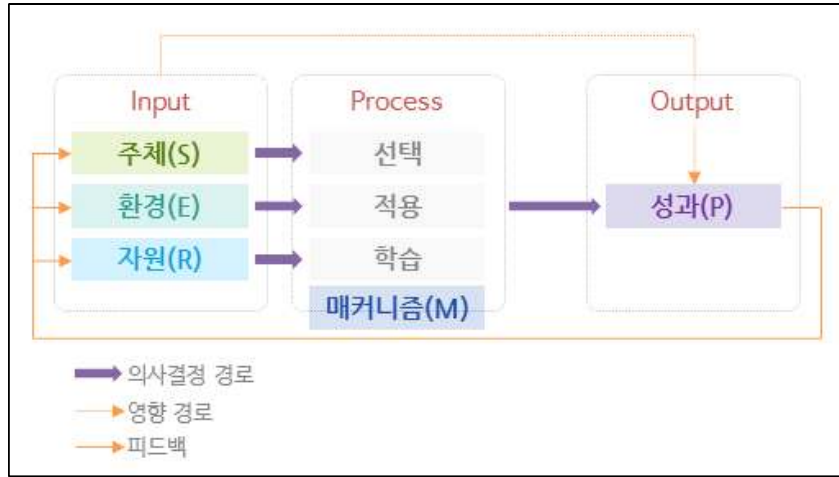 Input
Process
Output
주체(S)
선택
환경(E)
적용
성과(P)
자원(R)
학습
매커니즘(M)
의사결정 경로
영향 경로
피드백